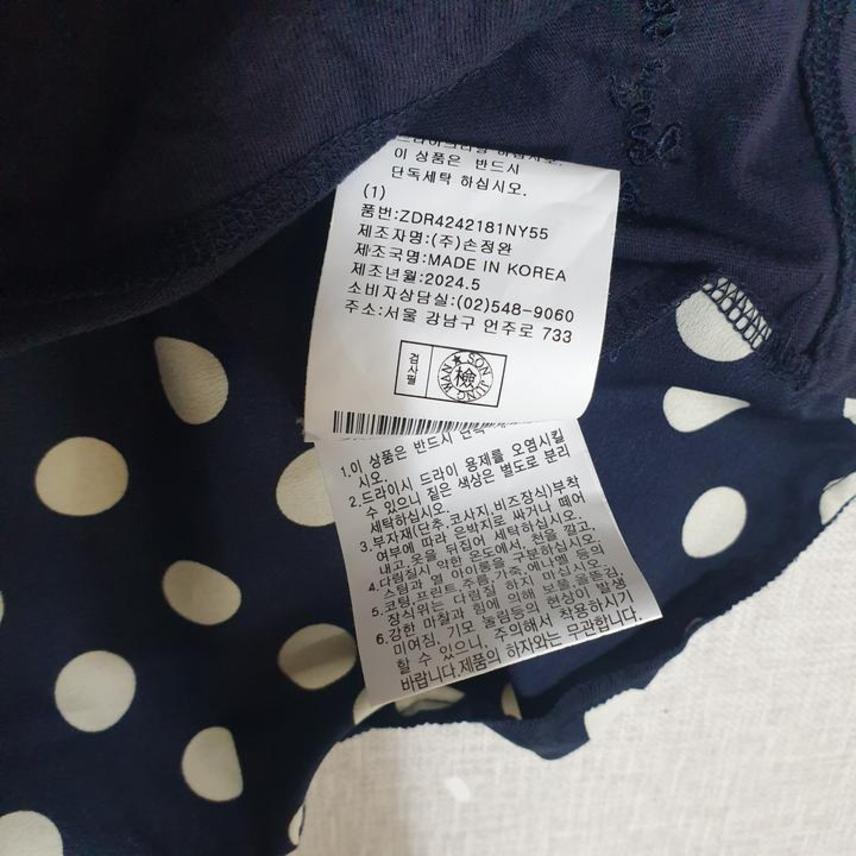 드라이크리닝 하십시오.
이 상품은 반드시
단독세탁 하십시오.
(1)
품번:ZDR4242181NY55
제조자명:(주)손정완
제조국명:MADE IN KOREA
제조년월:2024.5
소비자상담실:(02)548-9060
주소:서울 강남구 언주로 733
검사필
SON JUNG WAN
檢
1.이 상품은 반드시 단독
시오.
2.드라이시 드라이 용제를 오염시킬
수 있으니 짙은 색상은 별도로 분리
세탁하십시오.
3.부자재(단추,코사지,비즈장식)부착
여부에 따라 은박지로 싸거나 떼어
내고,옷을 뒤집어 세탁하십시오.
4.다림질시 약한 온도에서, 천을 깔고,
스팀과 열 아이롱을 구분하십시오.
5.코팅,프린트,주름,가죽,에나멜 등의
장식위는 다림질 하지 마십시오.
6.강한 마찰과 힘에 의해 보풀,올뜯김,
미여짐, 기모 눌림등의 현상이 발생
할 수 있으니, 주의해서 착용하시기
바랍니다.제품의 하자와는 무관합니다.